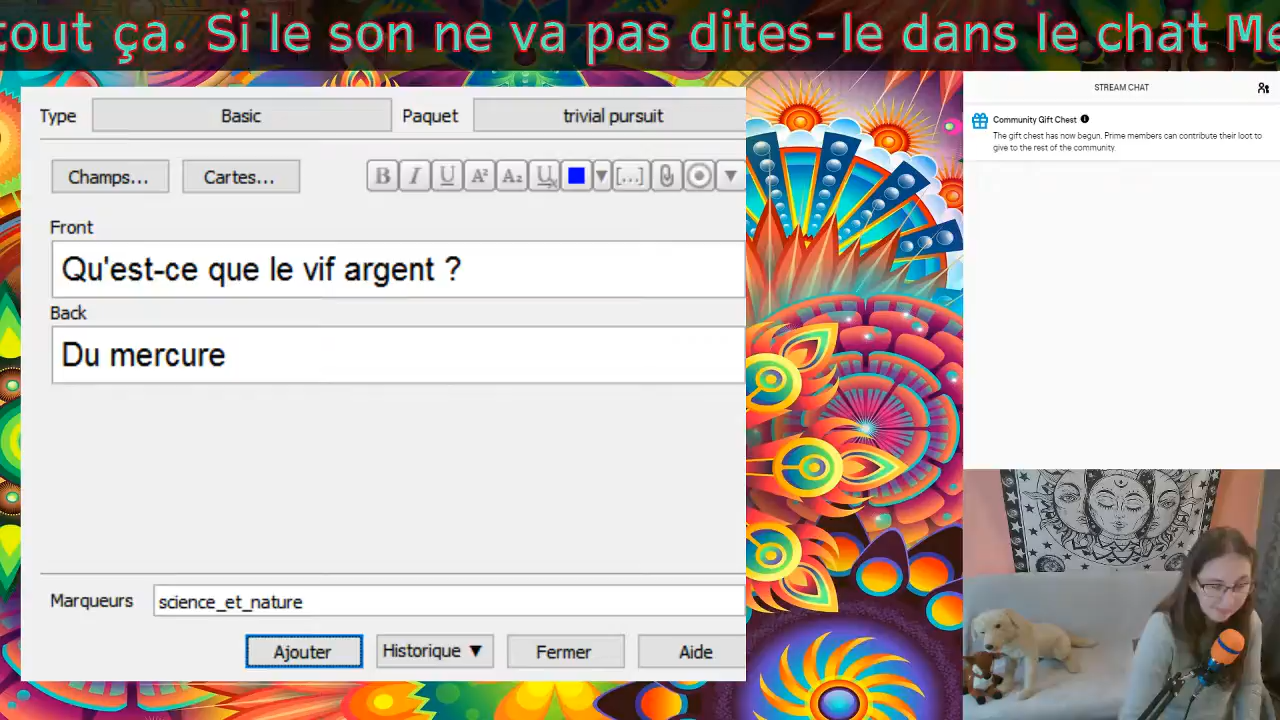 tout ça. Si le son ne va pas dites-le dans le chat Me
Type Basic Paquet trivial pursuit
Champs... Cartes... B I U A² A₂ U [...]
Front
Qu'est-ce que le vif argent ?
Back
Du mercure
Marqueurs science_et_nature
Ajouter Historique ▼ Fermer Aide
STREAM CHAT
Community Gift Chest
The gift chest has now begun. Prime members can contribute their loot to
give to the rest of the community.